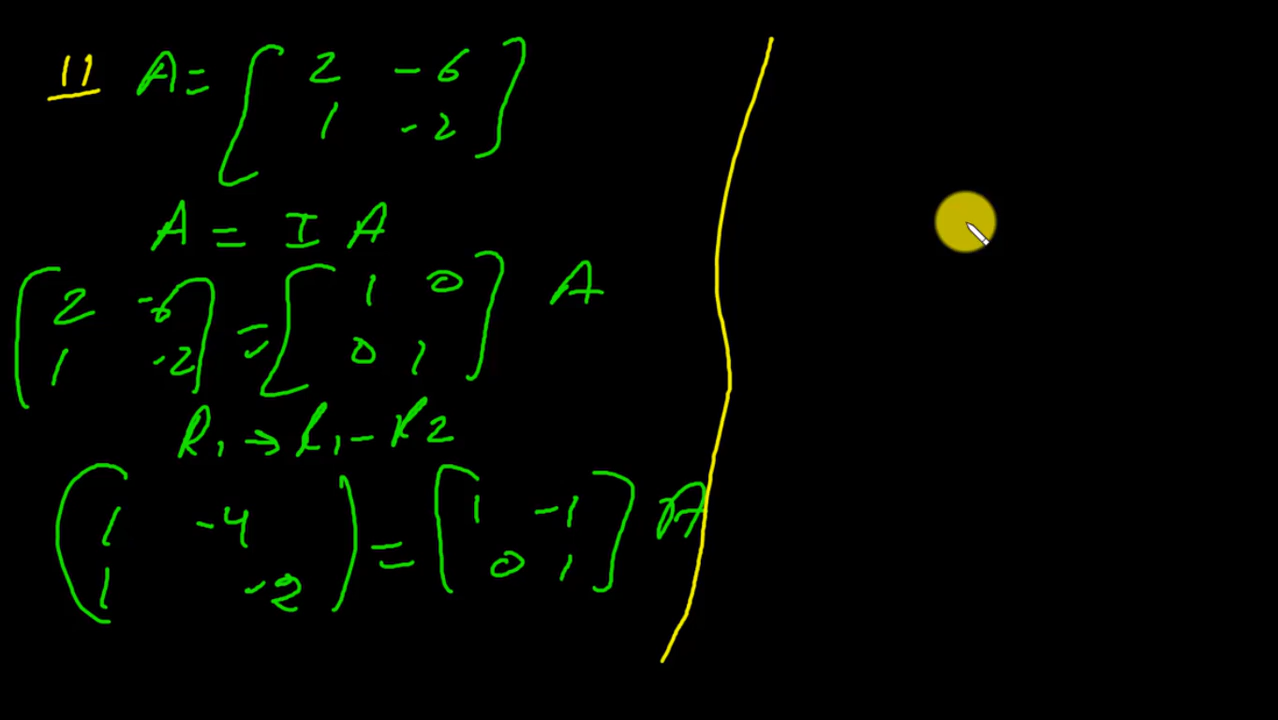 11 A = [ 2 -6
1 -2 ]
A = I A
[ 2 -6 = [ 1 0 ] A
1 -2 ] 0 1
R1 → R1 - R2
( 1 -4 ) = [ 1 -1 ] A
1 -2 0 1